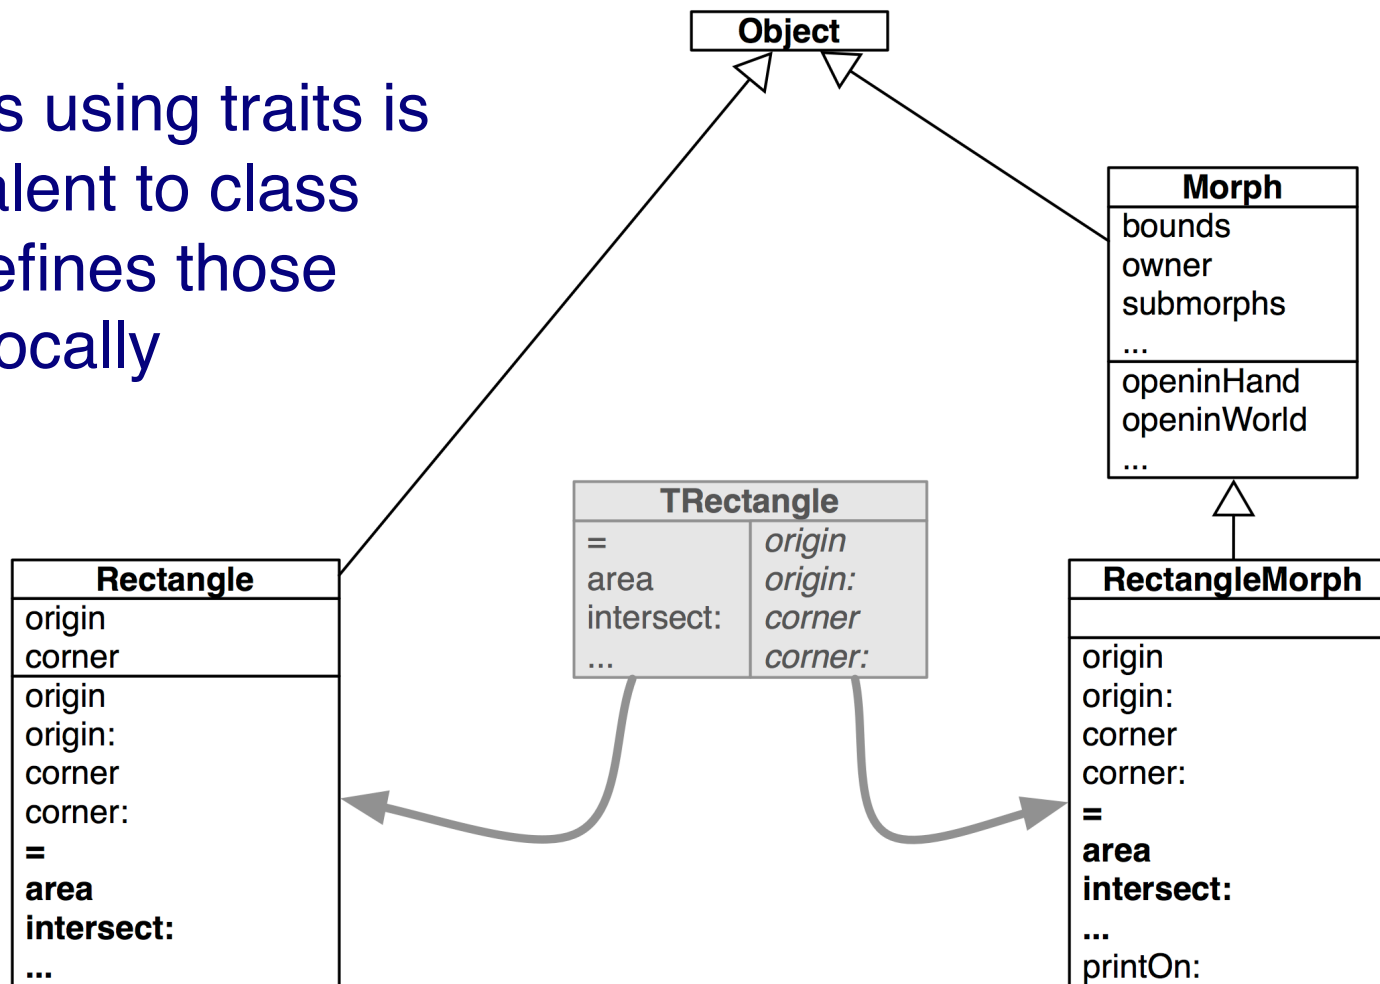 Object
s using traits is
alent to class
efines those
ocally
Morph
bounds
owner
submorphs
...
openinHand
openinWorld
...
TRectangle
= origin
area origin:
intersect: corner
... corner:
Rectangle
origin
corner
origin
origin:
corner
corner:
=
area
intersect:
...
RectangleMorph
origin
origin:
corner
corner:
=
area
intersect:
...
printOn: